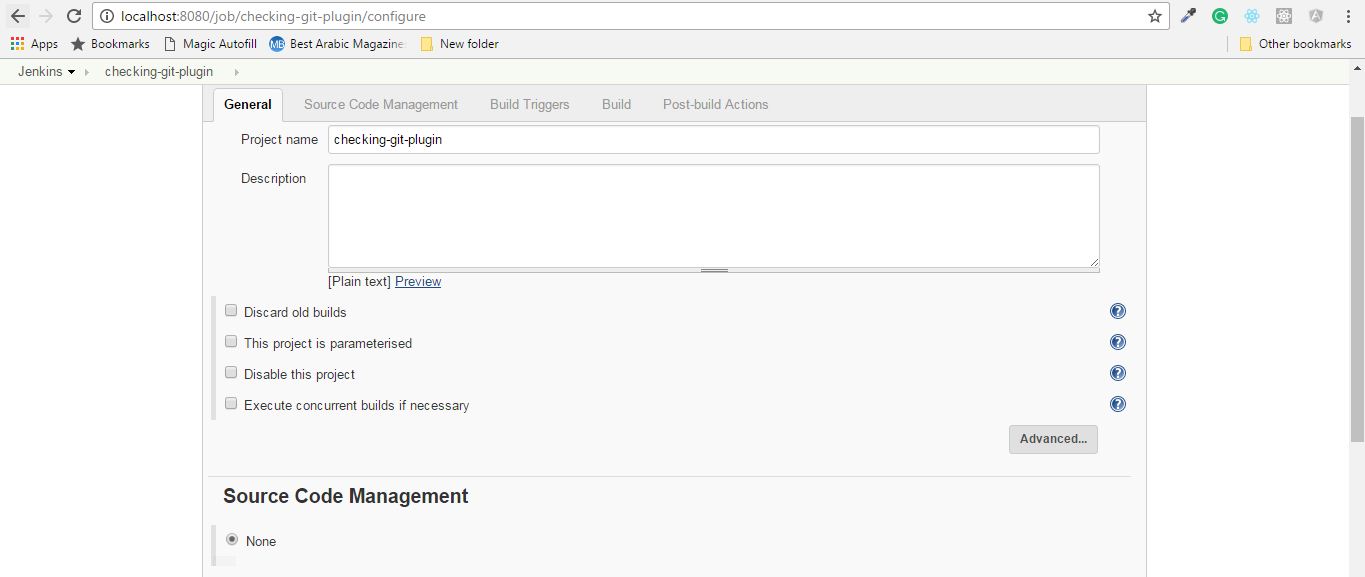 localhost:8080/job/checking-git-plugin/configure
Apps Bookmarks Magic Autofill MB Best Arabic Magazine New folder Other bookmarks
Jenkins checking-git-plugin
General Source Code Management Build Triggers Build Post-build Actions
Project name checking-git-plugin
Description
[Plain text] Preview
Discard old builds ?
This project is parameterised ?
Disable this project ?
Execute concurrent builds if necessary ?
Advanced...
Source Code Management
None